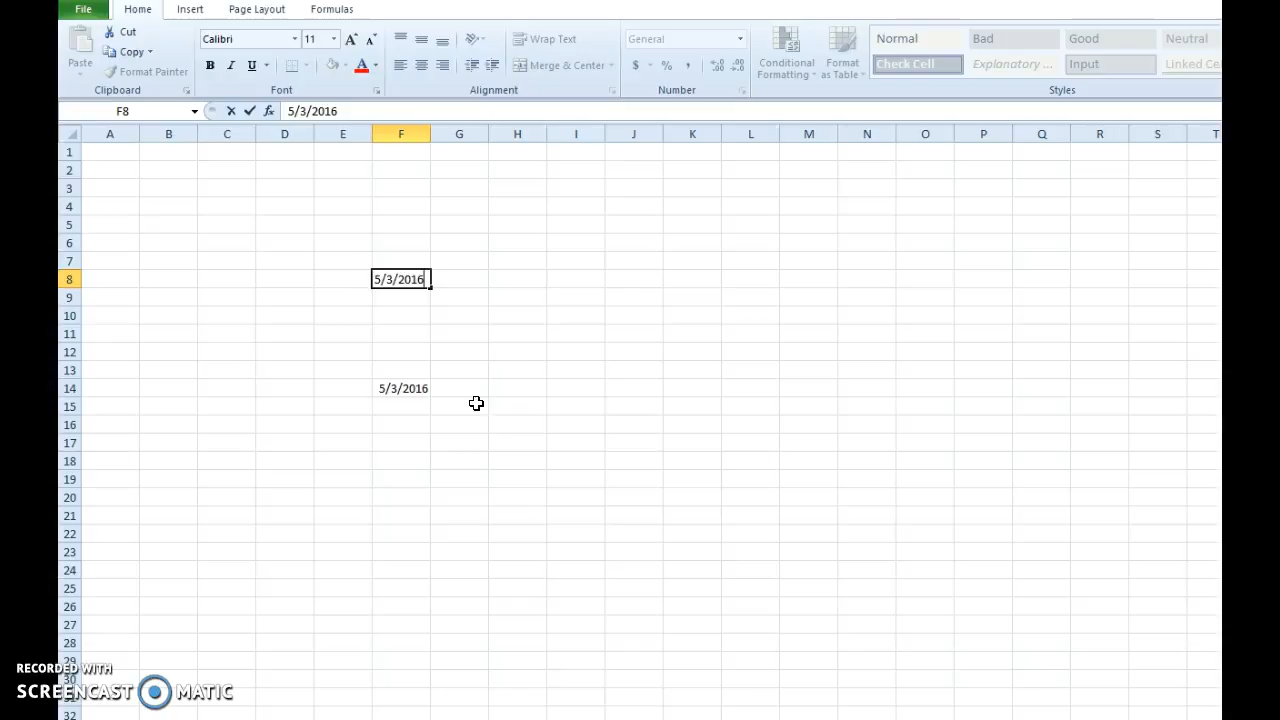 File Home Insert Page Layout Formulas
Cut
Copy
Format Painter
Paste
Calibri 11
B I U A
Wrap Text
Merge & Center
General
$ % ,
Conditional Formatting
Format as Table
Normal Bad Good Neutral
Check Cell Explanatory ... Input Linked Cel
Clipboard Font Alignment Number Styles
F8 fx 5/3/2016
A B C D E F G H I J K L M N O P Q R S T
1
2
3
4
5
6
7
8 5/3/2016
9
10
11
12
13
14 5/3/2016
15
16
17
18
19
20
21
22
23
24
25
26
27
28
29
30
31
32
RECORDED WITH
SCREENCAST MATIC